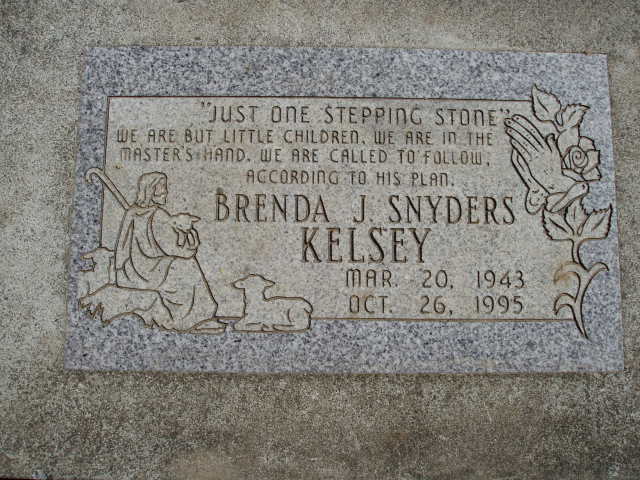 "JUST ONE STEPPING STONE"
WE ARE BUT LITTLE CHILDREN, WE ARE IN THE
MASTER'S HAND. WE ARE CALLED TO FOLLOW,
ACCORDING TO HIS PLAN.
BRENDA J. SNYDERS
KELSEY
MAR. 20, 1943
OCT. 26, 1995